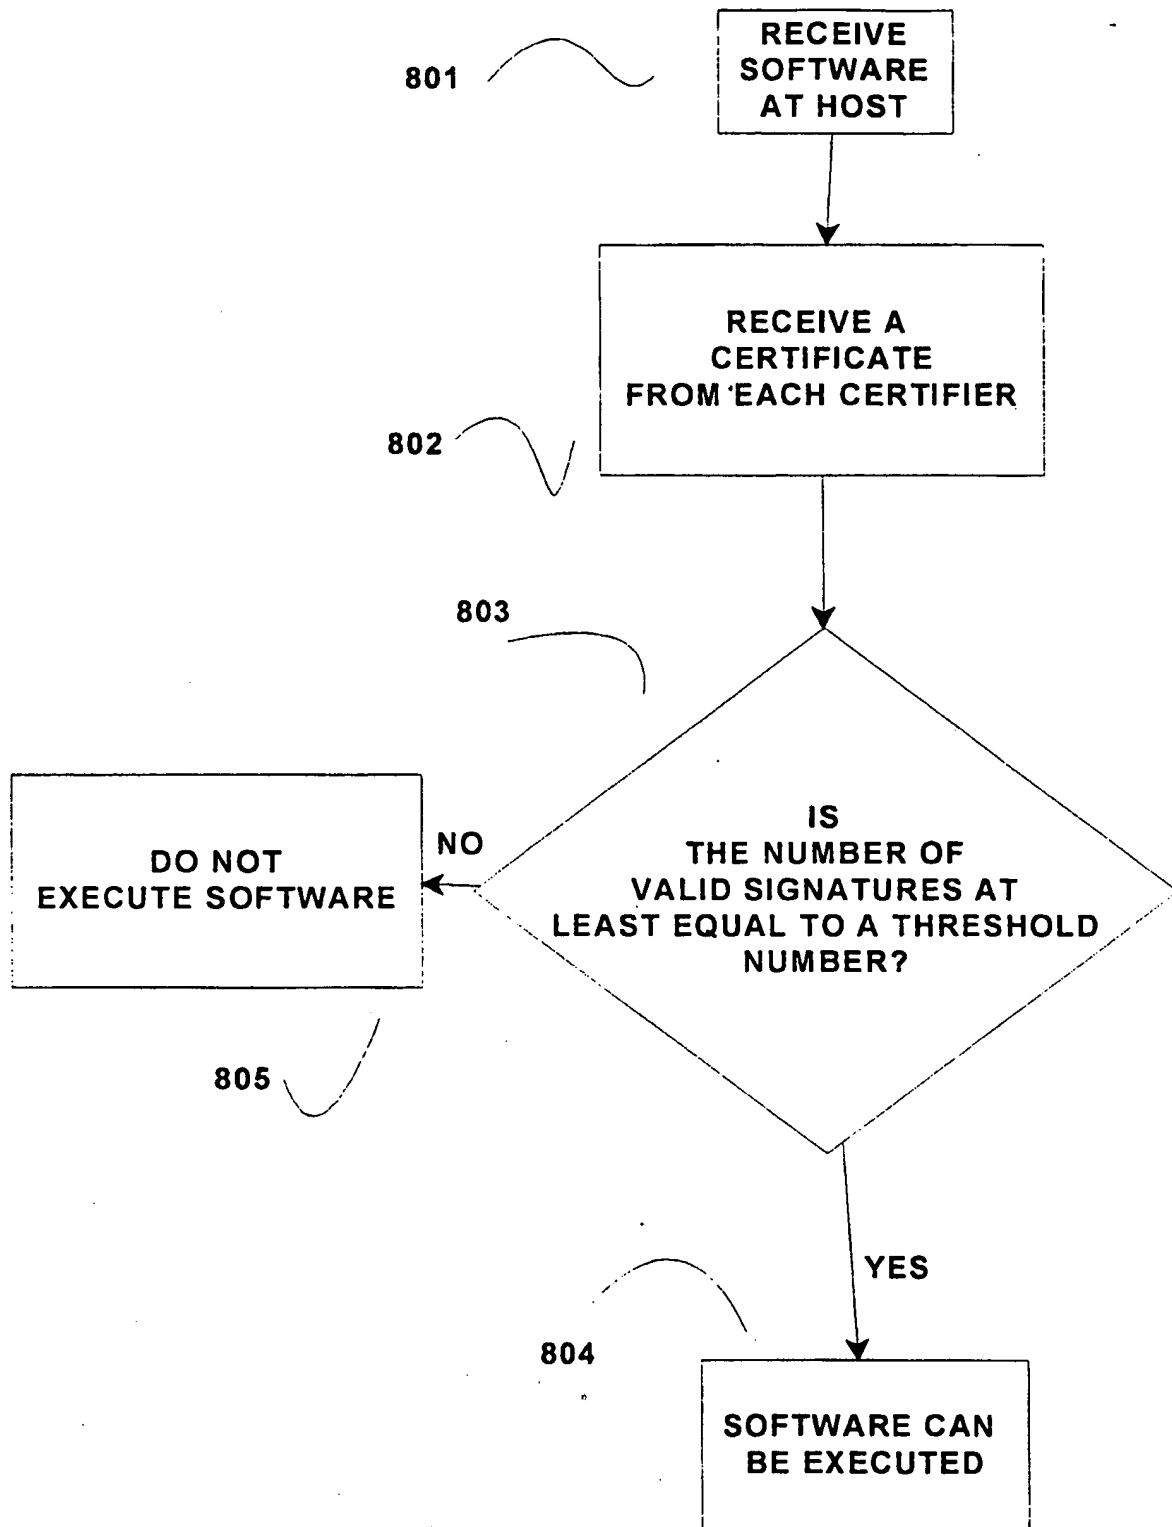 801
RECEIVE
SOFTWARE
AT HOST
RECEIVE A
CERTIFICATE
FROM EACH CERTIFIER
802
803
IS
THE NUMBER OF
VALID SIGNATURES AT
LEAST EQUAL TO A THRESHOLD
NUMBER?
NO
DO NOT
EXECUTE SOFTWARE
805
YES
804
SOFTWARE CAN
BE EXECUTED